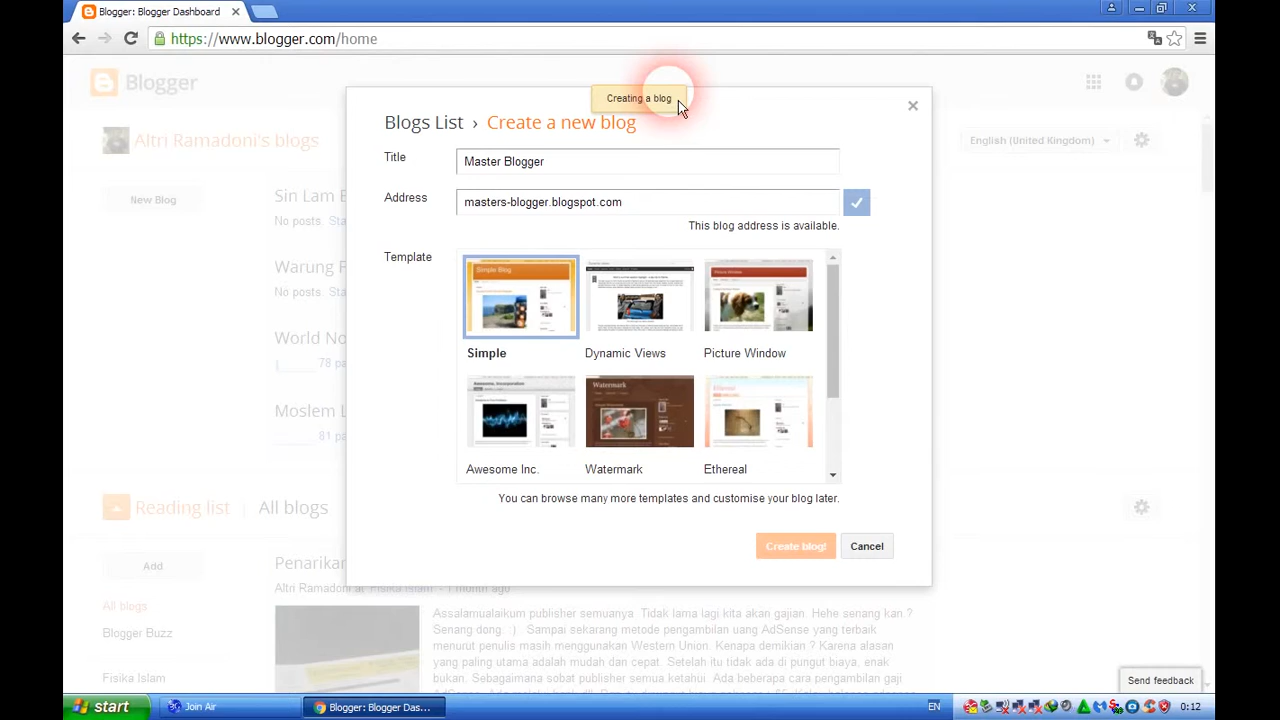 Blogger: Blogger Dashboard
https://www.blogger.com/home
Blogger
Creating a blog
Blogs List › Create a new blog
Altri Ramadoni's blogs
English (United Kingdom)
Title
Master Blogger
Address
masters-blogger.blogspot.com
This blog address is available.
New Blog
Sin Lam
No posts.
Warung
No posts.
World No
78 pa
Moslem L
81 pa
Template
Simple
Dynamic Views
Picture Window
Awesome Inc.
Watermark
Ethereal
You can browse many more templates and customise your blog later.
Create blog!
Cancel
Reading list
All blogs
Add
All blogs
Blogger Buzz
Fisika Islam
Penarikan
Altri Ramadoni at Fisika Islam - 1 month ago
Assalamualaikum publisher semuanya. Tidak lama lagi kita akan gajian. Hehe senang kan ?
Senang dong. :) Sampai sekarang metode pengambilan uang AdSense yang terbaik
menurut penulis masih menggunakan Western Union. Kenapa demikian ? Karena alasan
yang paling utama adalah mudah dan cepat. Setelah itu tidak ada di pungut biaya, enak
bukan. Sebagaimana publisher semua ketahui. Ada beberapa cara pengambilan gaji
Send feedback
start
Join Air
Blogger: Blogger Das...
EN
0:12